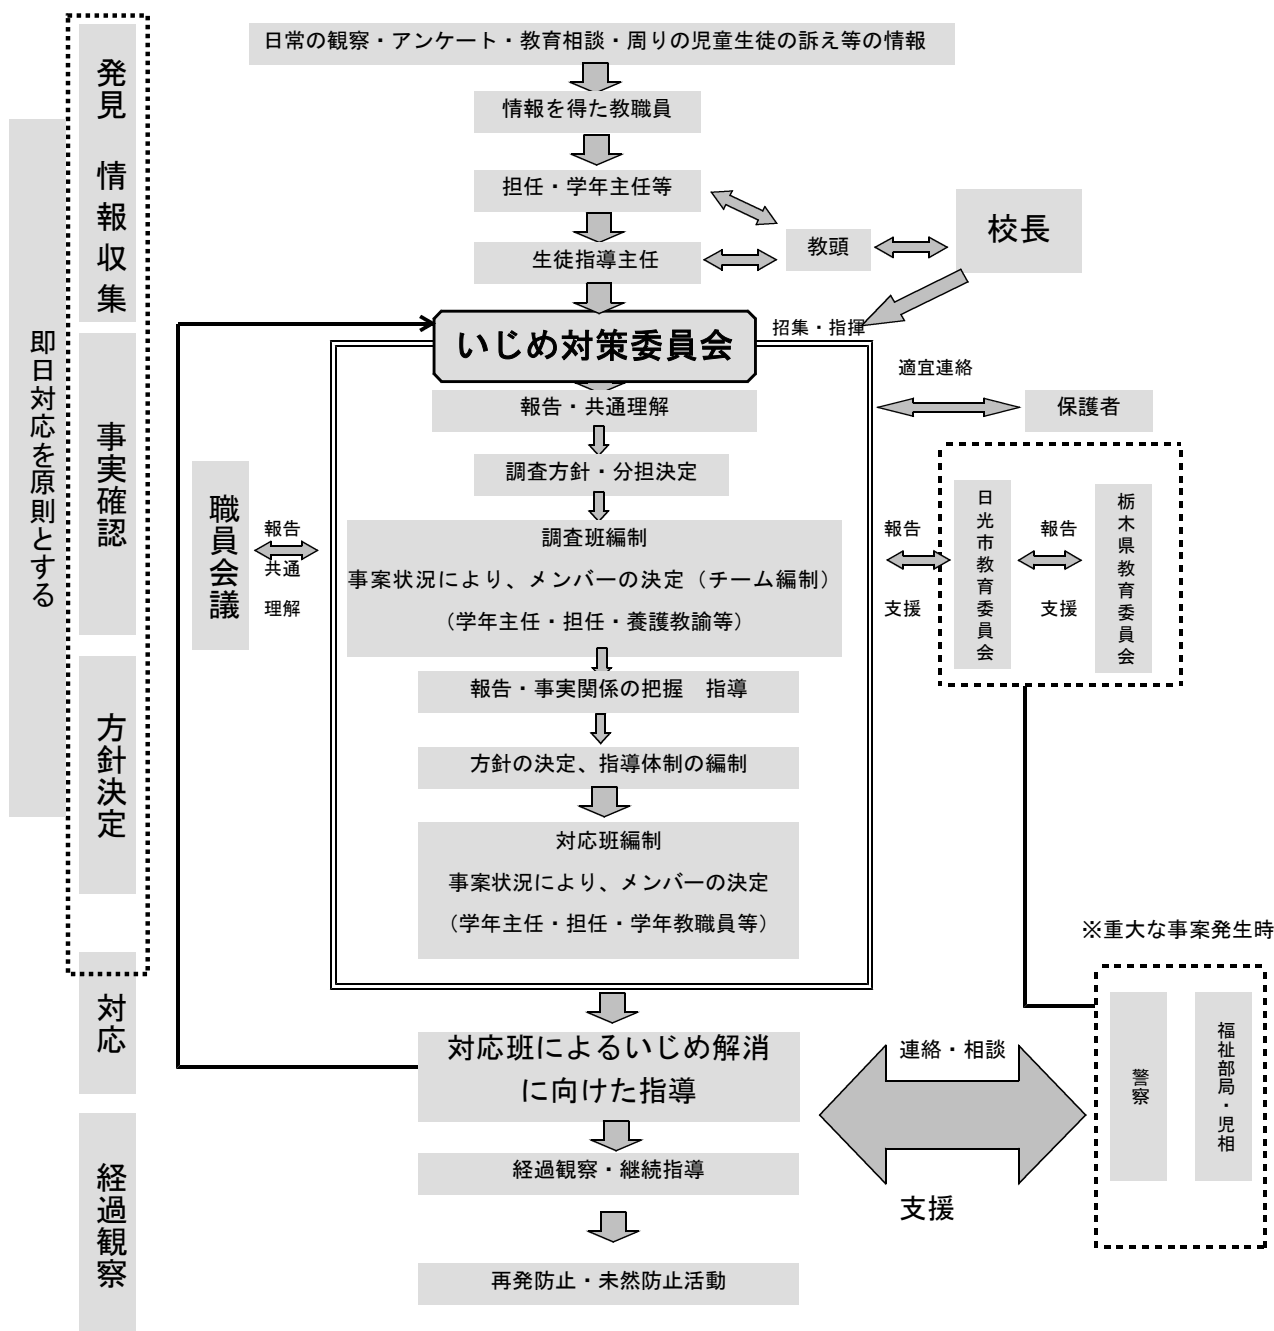 日常の観察・アンケート・教育相談・周りの児童生徒の訴え等の情報
発見　情報収集
情報を得た教職員
担任・学年主任等
校長
教頭
生徒指導主任
招集・指揮
いじめ対策委員会
即日対応を原則とする
事実確認
適宜連絡
報告・共通理解
保護者
調査方針・分担決定
職員会議
報告
共通
理解
調査班編制
事案状況により、メンバーの決定（チーム編制）
（学年主任・担任・養護教諭等）
報告
支援
日光市教育委員会
報告
支援
栃木県教育委員会
方針決定
報告・事実関係の把握　指導
方針の決定、指導体制の編制
対応班編制
事案状況により、メンバーの決定
（学年主任・担任・学年教職員等）
※重大な事案発生時
対応
対応班によるいじめ解消
に向けた指導
連絡・相談
支援
警察
福祉部局・児相
経過観察
経過観察・継続指導
再発防止・未然防止活動